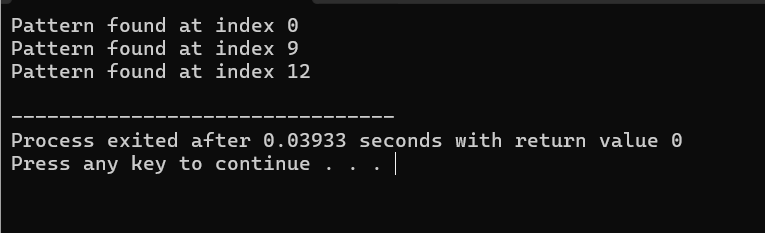 Pattern found at index 0
Pattern found at index 9
Pattern found at index 12
--------------------------------
Process exited after 0.03933 seconds with return value 0
Press any key to continue . . .